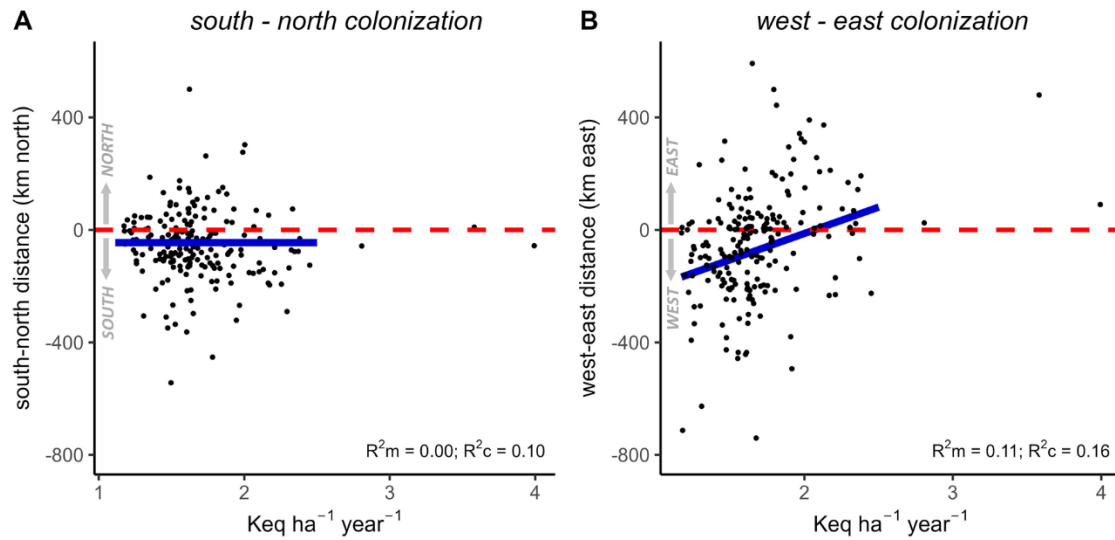 A
south - north colonization
south-north distance (km north)
400
0
-400
-800
NORTH
SOUTH
R²m = 0.00; R²c = 0.10
1
2
3
4
Keq ha⁻¹ year⁻¹
B
west - east colonization
west-east distance (km east)
400
0
-400
-800
EAST
WEST
R²m = 0.11; R²c = 0.16
2
3
4
Keq ha⁻¹ year⁻¹